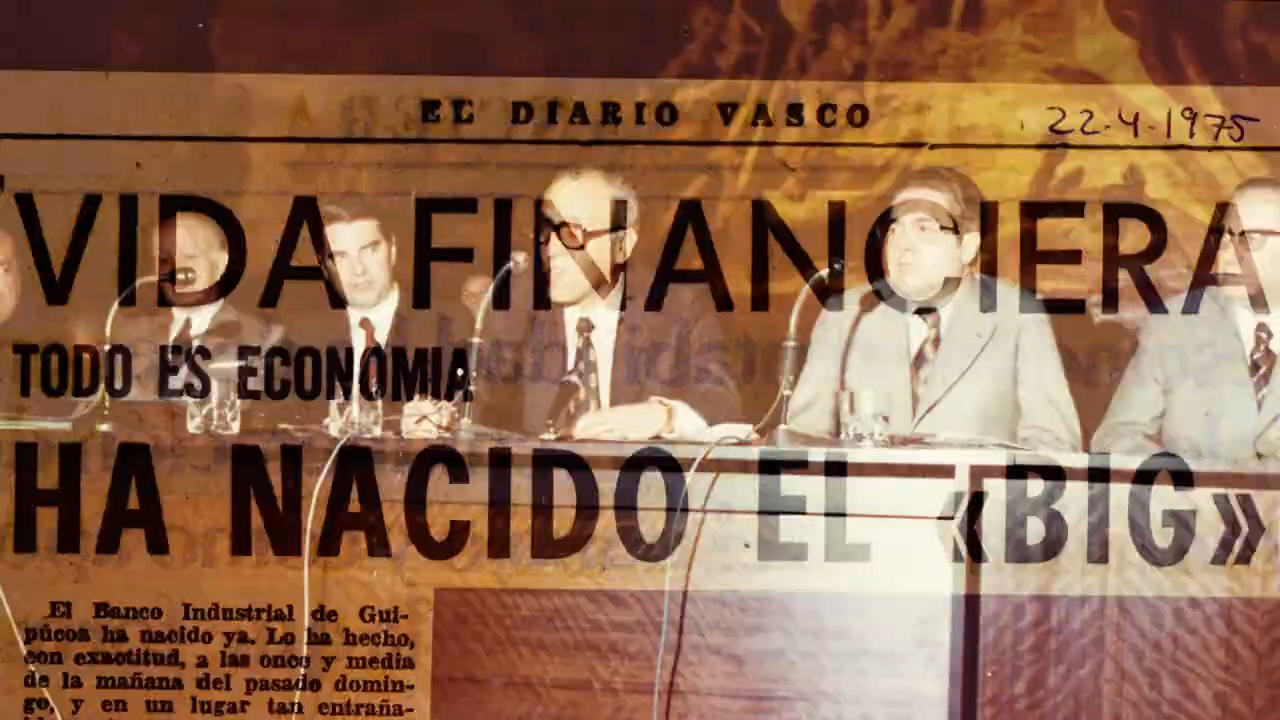 EL DIARIO VASCO
22.4.1975
VIDA FINANCIERA
TODO ES ECONOMIA
HA NACIDO EL «BIG»
El Banco Industrial de Gui-
púcoa ha nacido ya. Lo ha hecho,
con exactitud, a las once y media
de la mañana del pasado domin-
go, y en un lugar tan entraña-